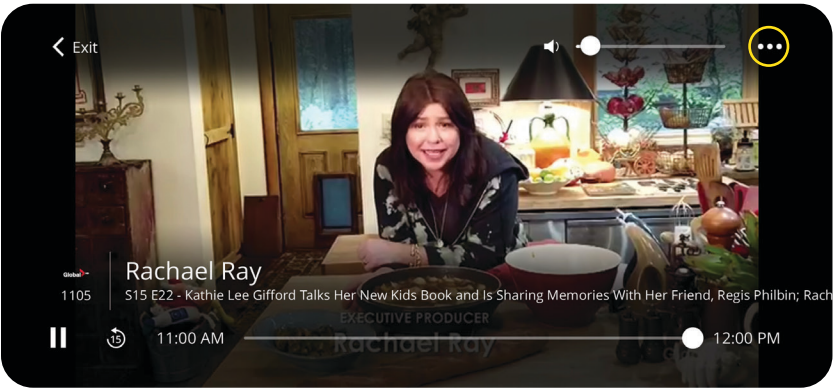 Exit
Rachael Ray
Global
1105
S15 E22 - Kathie Lee Gifford Talks Her New Kids Book and Is Sharing Memories With Her Friend, Regis Philbin; Rach
EXECUTIVE PRODUCER
15
11:00 AM
12:00 PM
Rachael Ray